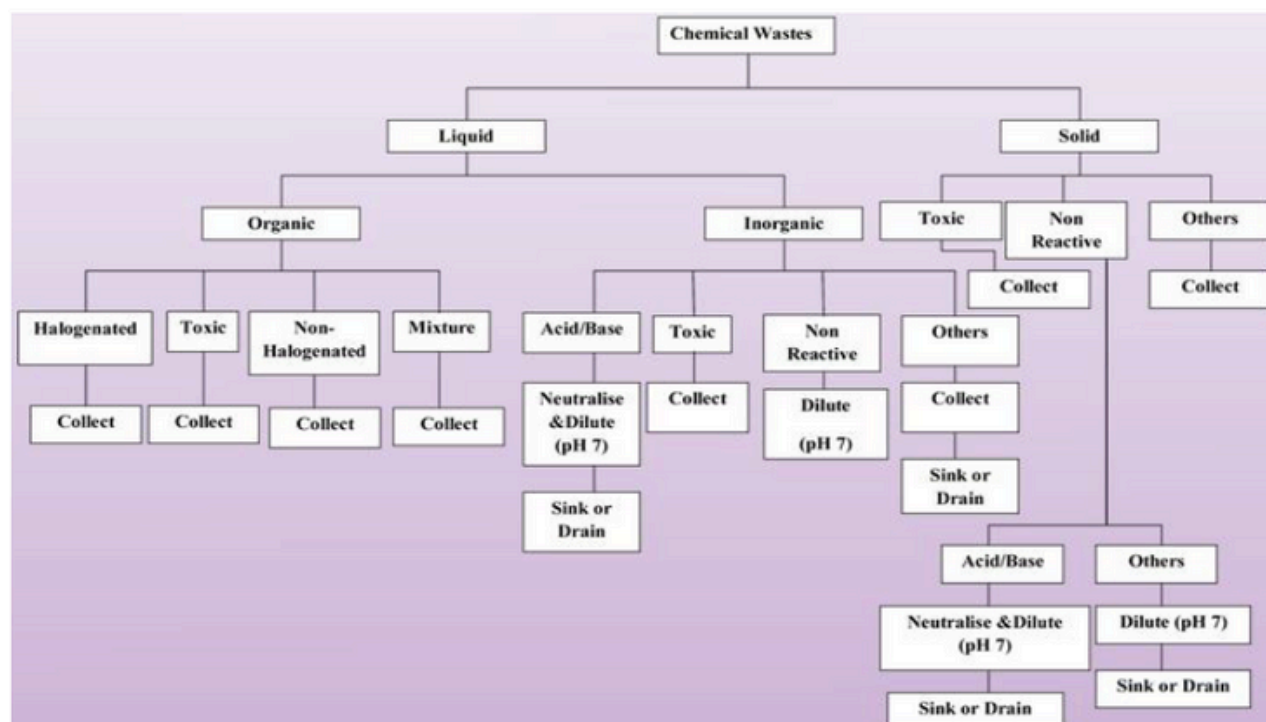 Chemical Wastes
Liquid
Solid
Organic
Inorganic
Toxic
Non
Reactive
Others
Collect
Collect
Halogenated
Toxic
Non-
Halogenated
Mixture
Acid/Base
Toxic
Non
Reactive
Others
Collect
Collect
Collect
Collect
Neutralise
&Dilute
(pH 7)
Collect
Dilute
(pH 7)
Collect
Sink or
Drain
Sink or
Drain
Acid/Base
Others
Neutralise &Dilute
(pH 7)
Dilute (pH 7)
Sink or Drain
Sink or Drain